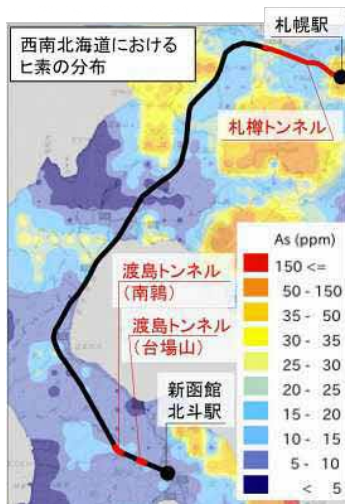 西南北海道における
ヒ素の分布
札幌駅
札樽トンネル
渡島トンネル
（南鶉）
渡島トンネル
（台場山）
新函館
北斗駅
As (ppm)
150 <=
50 - 150
35 - 50
30 - 35
25 - 30
20 - 25
15 - 20
10 - 15
5 - 10
< 5